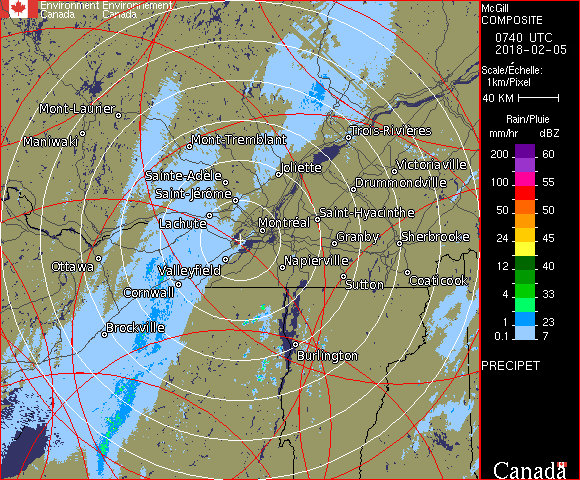 Environment Environnement
Canada Canada
McGill
COMPOSITE
0740 UTC
2018-02-05
Scale/Échelle:
1km/Pixel
40 KM
Rain/Pluie
mm/hr dBZ
200 60
100 55
50 50
24 45
12 40
4 33
1 23
0.1 7
PRECIPET
Canada
Mont-Laurier
Maniwaki
Mont-Tremblant
Trois-Rivières
Joliette
Victoriaville
Sainte-Adèle
Drummondville
Saint-Jérôme
Saint-Hyacinthe
Lachute
Montréal
Granby
Sherbrooke
Ottawa
Valleyfield
Napierville
Cornwall
Sutton
Coaticook
Brockville
Burlington